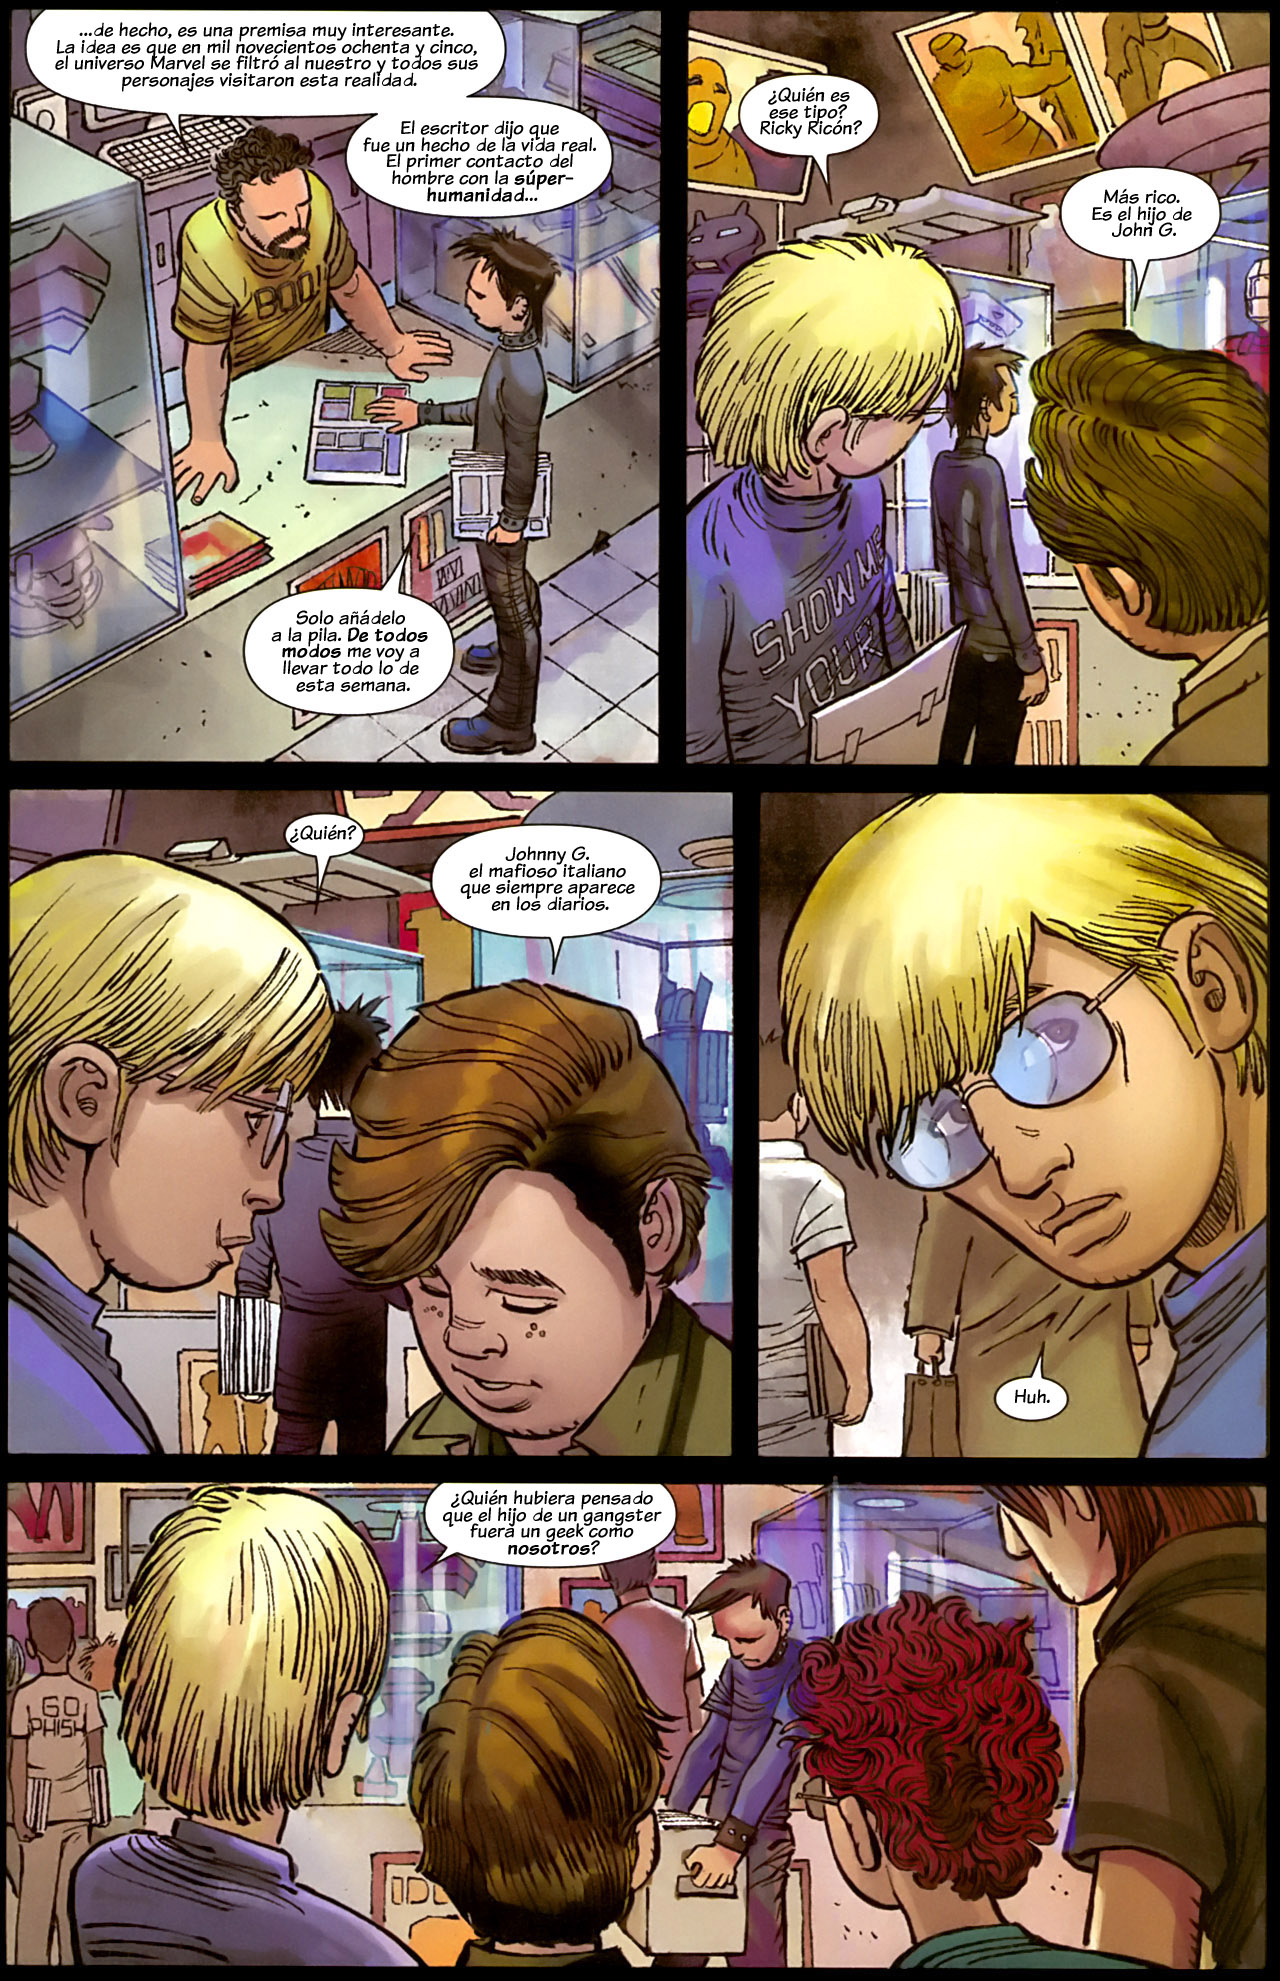 ...de hecho, es una premisa muy interesante.
La idea es que en mil novecientos ochenta y cinco,
el universo Marvel se filtró al nuestro y todos sus
personajes visitaron esta realidad.
El escritor dijo que
fue un hecho de la vida real.
El primer contacto del
hombre con la súper-
humanidad...
Solo añádelo
a la pila. De todos
modos me voy a
llevar todo lo de
esta semana.
¿Quién es
ese tipo?
Ricky Ricón?
Más rico.
Es el hijo de
John G.
SHOW ME
YOUR
¿Quién?
Johnny G.
el mafioso italiano
que siempre aparece
en los diarios.
Huh.
¿Quién hubiera pensado
que el hijo de un gangster
fuera un geek como
nosotros?
GO
PHISH